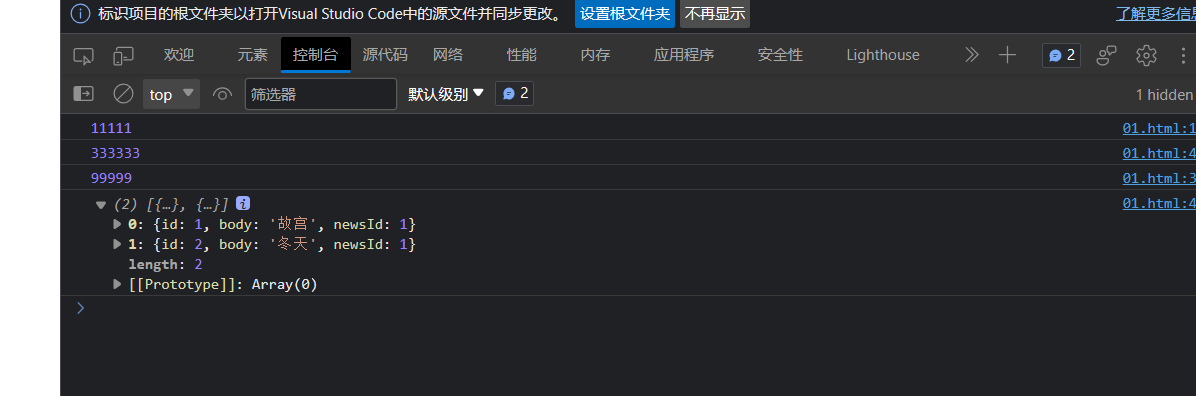 标识项目的根文件夹以打开Visual Studio Code中的源文件并同步更改。 设置根文件夹 不再显示 了解更多信息
欢迎 元素 控制台 源代码 网络 性能 内存 应用程序 安全性 Lighthouse 2
top 筛选器 默认级别 2 1 hidden
11111 01.html:1
333333 01.html:4
99999 01.html:3
(2) [{…}, {…}] i 01.html:4
0: {id: 1, body: '故宫', newsId: 1}
1: {id: 2, body: '冬天', newsId: 1}
length: 2
[[Prototype]]: Array(0)